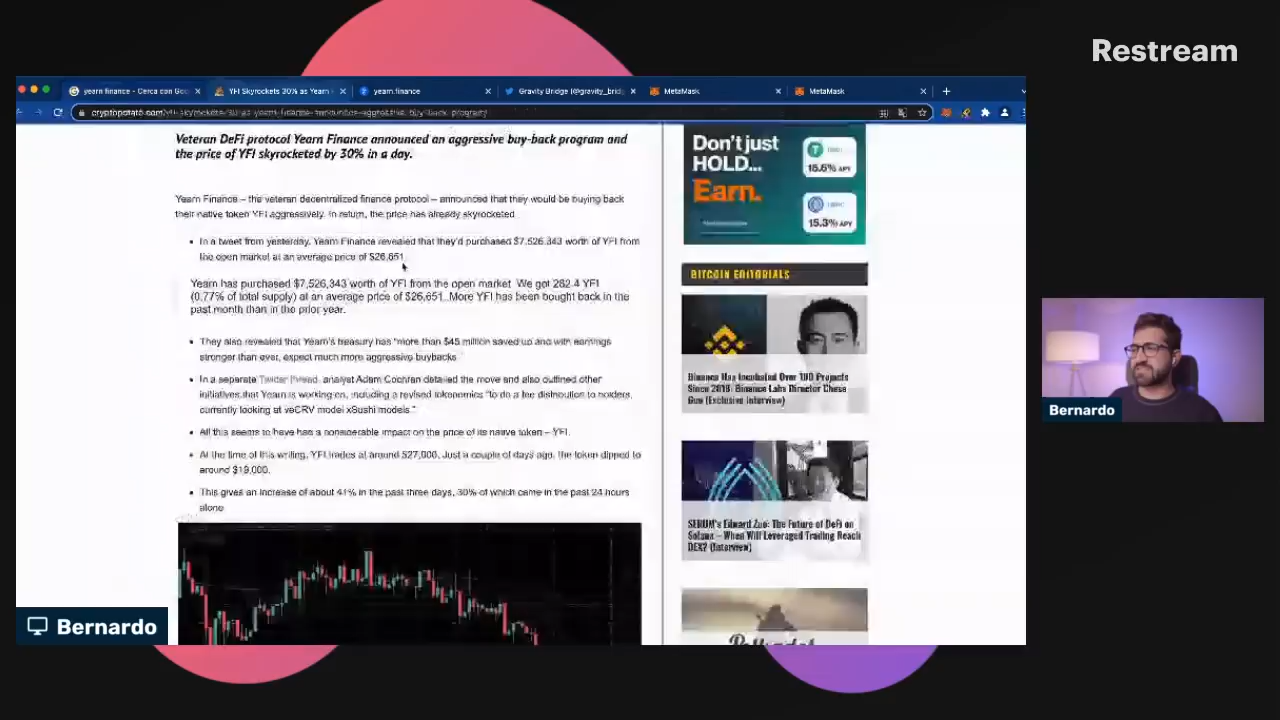 Restream
yearn finance - Cerca con Goo
YFI Skyrockets 30% as Yearn
yearn.finance
Gravity Bridge (@gravity_brid
MetaMask
MetaMask
Veteran DeFi protocol Yearn Finance announced an aggressive buy-back program and
the price of YFI skyrocketed by 30% in a day.
Yearn Finance – the veteran decentralized finance protocol – announced that they would be buying back
their native token YFI aggressively. In return, the price has already skyrocketed
• In a tweet from yesterday, Yearn Finance revealed that they'd purchased $7,526,343 worth of YFI from
the open market at an average price of $26,651
Yearn has purchased $7,526,343 worth of YFI from the open market. We got 282.4 YFI
(0.77% of total supply) at an average price of $26,651. More YFI has been bought back in the
past month than in the prior year.
• They also revealed that Yearn's treasury has "more than $45 million saved up and with earnings
stronger than ever, expect much more aggressive buybacks
• In a separate Twitter thread, analyst Adam Cochran detailed the move and also outlined other
initiatives that Yearn is working on, including a revised tokenomics "to do a fee distribution to holders,
currently looking at veCRV model xSushi models."
• All this seems to have had a considerable impact on the price of its native token – YFI.
• At the time of this writing, YFI trades at around $27,000. Just a couple of days ago, the token dipped to
around $19,000.
• This gives an increase of about 41% in the past three days, 30% of which came in the past 24 hours
alone
Don't just
HOLD...
Earn.
15.3% APY
BITCOIN EDITORIALS
Binance Has Incubated Over 100 Projects
Since 2018: Binance Labs Director Chase
Guo (Exclusive Interview)
SERUM's Edward Zuo: The Future of DeFi on
Solana – When Will Leveraged Trading Reach
DEX? (Interview)
Bernardo
Bernardo